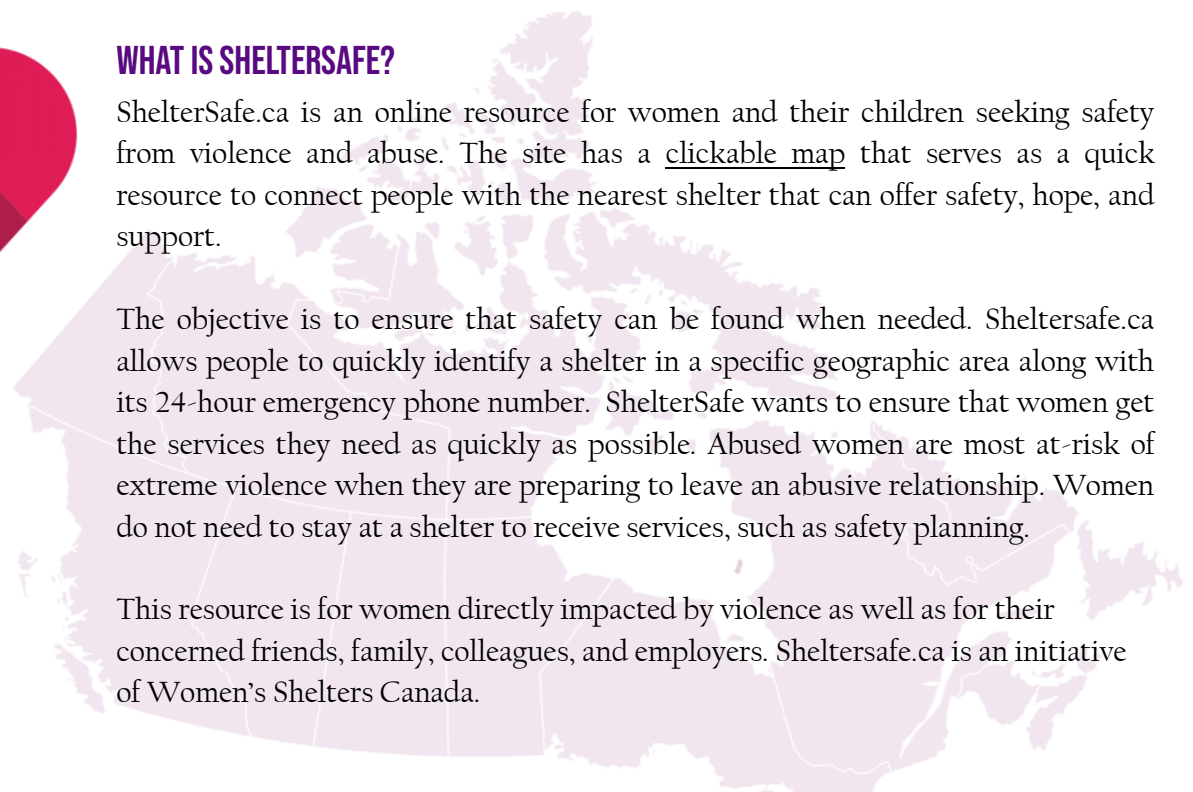 WHAT IS SHELTERSAFE?
ShelterSafe.ca is an online resource for women and their children seeking safety
from violence and abuse. The site has a clickable map that serves as a quick
resource to connect people with the nearest shelter that can offer safety, hope, and
support.
The objective is to ensure that safety can be found when needed. Sheltersafe.ca
allows people to quickly identify a shelter in a specific geographic area along with
its 24-hour emergency phone number.  ShelterSafe wants to ensure that women get
the services they need as quickly as possible. Abused women are most at-risk of
extreme violence when they are preparing to leave an abusive relationship. Women
do not need to stay at a shelter to receive services, such as safety planning.
This resource is for women directly impacted by violence as well as for their
concerned friends, family, colleagues, and employers. Sheltersafe.ca is an initiative
of Women’s Shelters Canada.